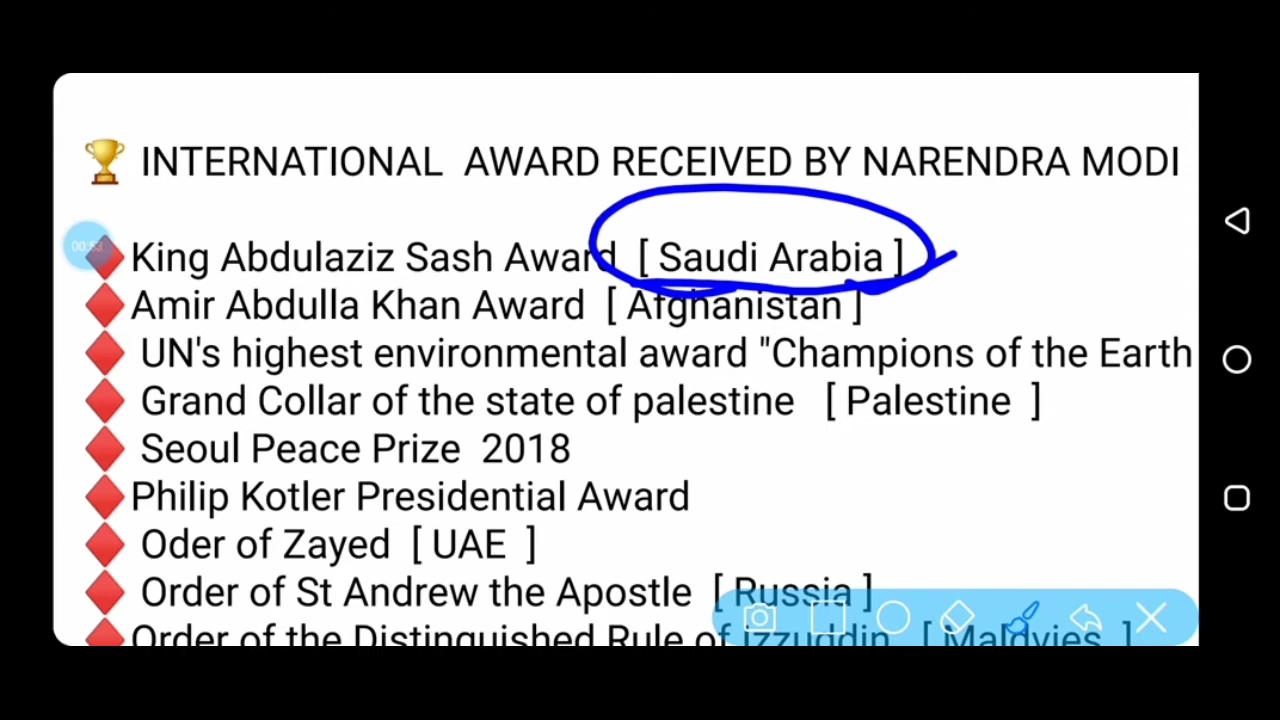 🏆 INTERNATIONAL AWARD RECEIVED BY NARENDRA MODI
00:53
♦King Abdulaziz Sash Award [ Saudi Arabia ]
♦Amir Abdulla Khan Award [ Afghanistan ]
♦ UN's highest environmental award "Champions of the Earth
♦ Grand Collar of the state of palestine [ Palestine ]
♦ Seoul Peace Prize 2018
♦Philip Kotler Presidential Award
♦ Oder of Zayed [ UAE ]
♦ Order of St Andrew the Apostle [ Russia ]
♦Order of the Distinguished Rule of izzuddin [ Maldvies ]